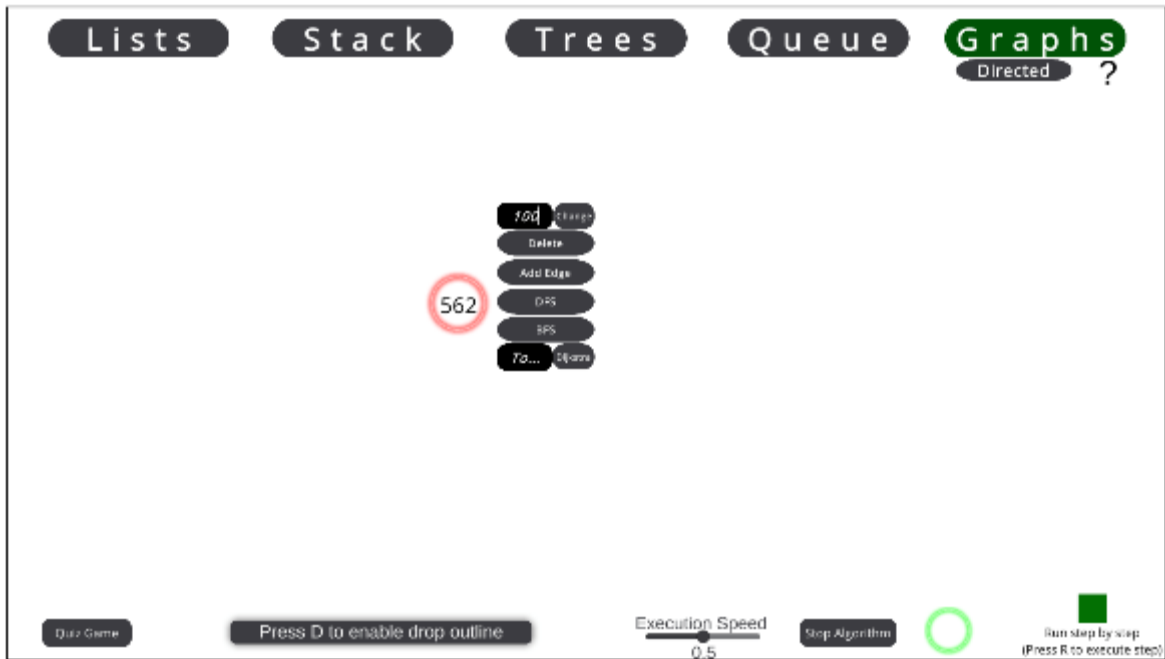 Lists Stack Trees Queue Graphs
Directed ?
100 Change
Delete
Add Edge
DFS
562
BFS
To... Dijkstra
Execution Speed
0.5
Quiz Game
Press D to enable drop outline
Stop Algorithm
Run step by step
(Press R to execute step)